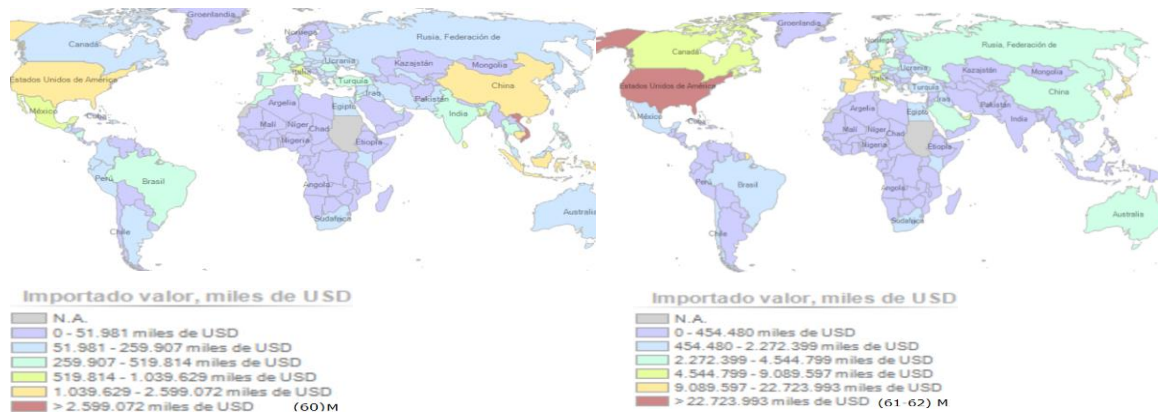 Groenlandia
Noruega
Rusia, Federación de
Canadá
Ucrania
Kazajstán
Mongolia
Estados Unidos de América
Italia
Turquía
China
Iraq
Pakistán
México
Cuba
Argelia
Egipto
India
Malí
Níger
Chad
Nigeria
Etiopía
Perú
Brasil
Angola
Chile
Sudáfrica
Australia
Importado valor, miles de USD
N.A.
0 - 51.981 miles de USD
51.981 - 259.907 miles de USD
259.907 - 519.814 miles de USD
519.814 - 1.039.629 miles de USD
1.039.629 - 2.599.072 miles de USD
> 2.599.072 miles de USD (60) M
Groenlandia
Noruega
Rusia, Federación de
Canadá
Ucrania
Kazajstán
Mongolia
Estados Unidos de América
Italia
Turquía
China
Iraq
Pakistán
México
Cuba
Argelia
Egipto
India
Malí
Níger
Chad
Nigeria
Etiopía
Perú
Brasil
Angola
Chile
Sudáfrica
Australia
Importado valor, miles de USD
N.A.
0 - 454.480 miles de USD
454.480 - 2.272.399 miles de USD
2.272.399 - 4.544.799 miles de USD
4.544.799 - 9.089.597 miles de USD
9.089.597 - 22.723.993 miles de USD
> 22.723.993 miles de USD (61-62) M